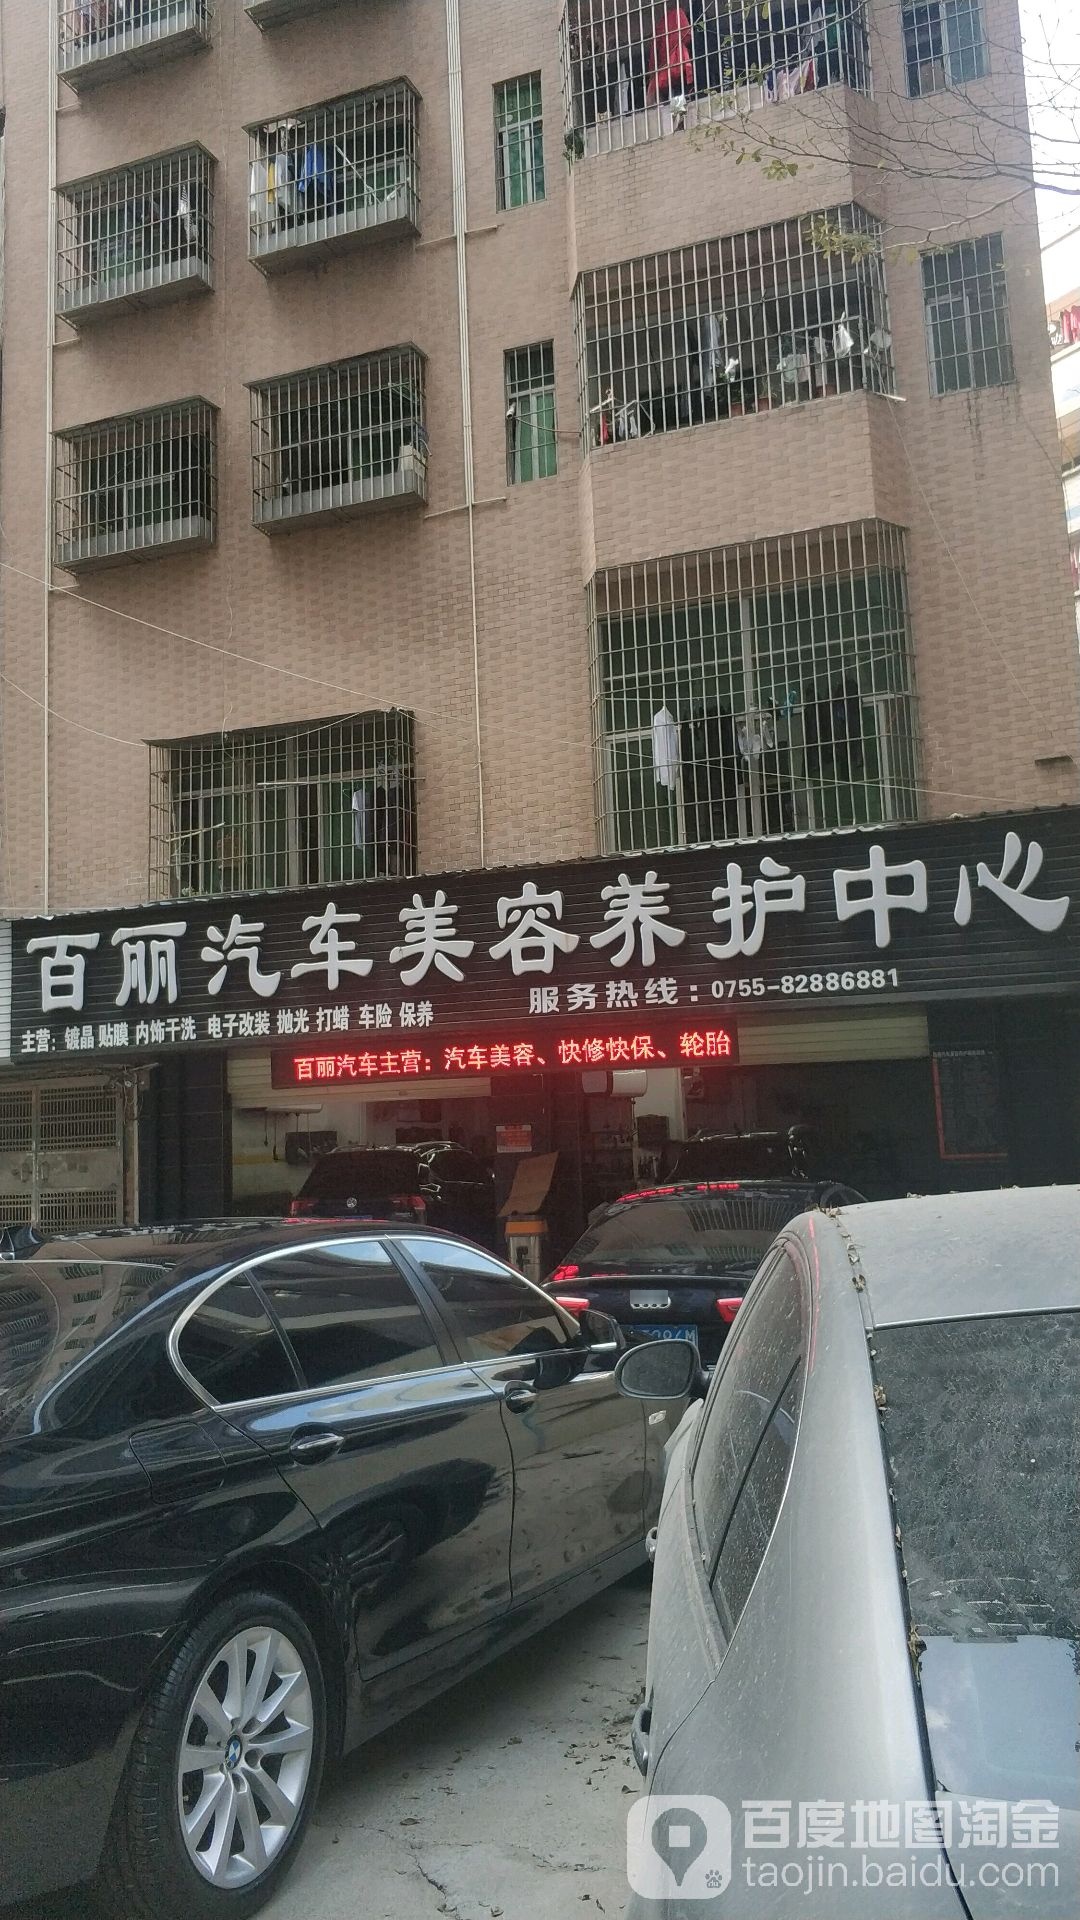 百丽汽车美容养护中心
主营：镀晶 贴膜 内饰干洗 电子改装 抛光 打蜡 车险 保养
服务热线：0755-82886881
百丽汽车主营：汽车美容、快修快保、轮胎
百度地图淘金
taojin.baidu.com